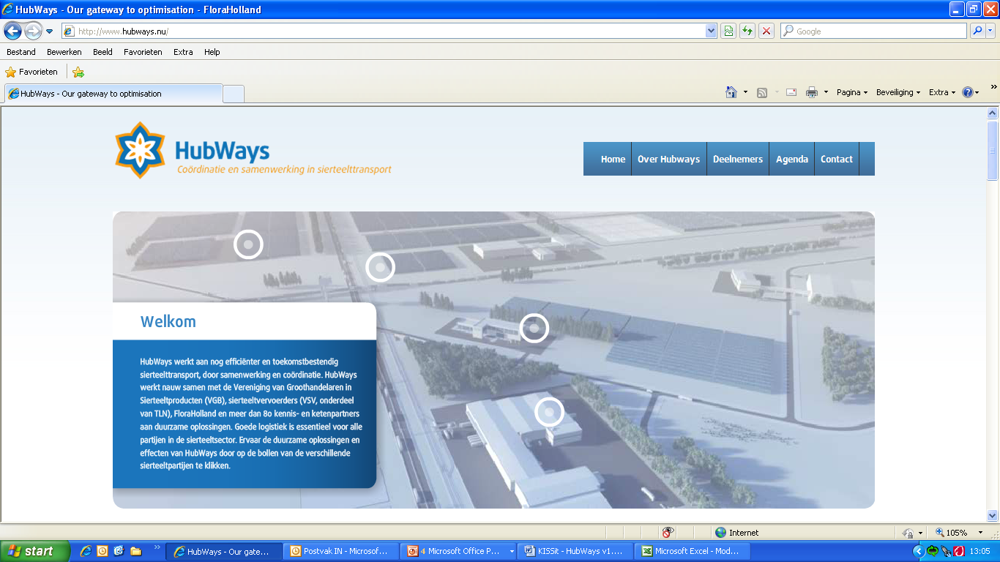 HubWays - Our gateway to optimisation - FloraHolland
http://www.hubways.nu/
Google
Bestand Bewerken Beeld Favorieten Extra Help
Favorieten
HubWays - Our gateway to optimisation
Pagina Beveiliging Extra
HubWays
Coördinatie en samenwerking in sierteelttransport
Home Over Hubways Deelnemers Agenda Contact
Welkom
HubWays werkt aan nog efficiënter en toekomstbestendig
sierteelttransport, door samenwerking en coördinatie. HubWays
werkt nauw samen met de Vereniging van Groothandelaren in
Sierteeltproducten (VGB), sierteeltvervoerders (VSV, onderdeel
van TLN), FloraHolland en meer dan 80 kennis- en ketenpartners
aan duurzame oplossingen. Goede logistiek is essentieel voor alle
partijen in de sierteeltsector. Ervaar de duurzame oplossingen en
effecten van HubWays door op de bollen van de verschillende
sierteeltpartijen te klikken.
Internet
105%
start
HubWays - Our gate...
Postvak IN - Microsof...
4 Microsoft Office P...
KISSit - HubWays v1....
Microsoft Excel - Mod...
13:05